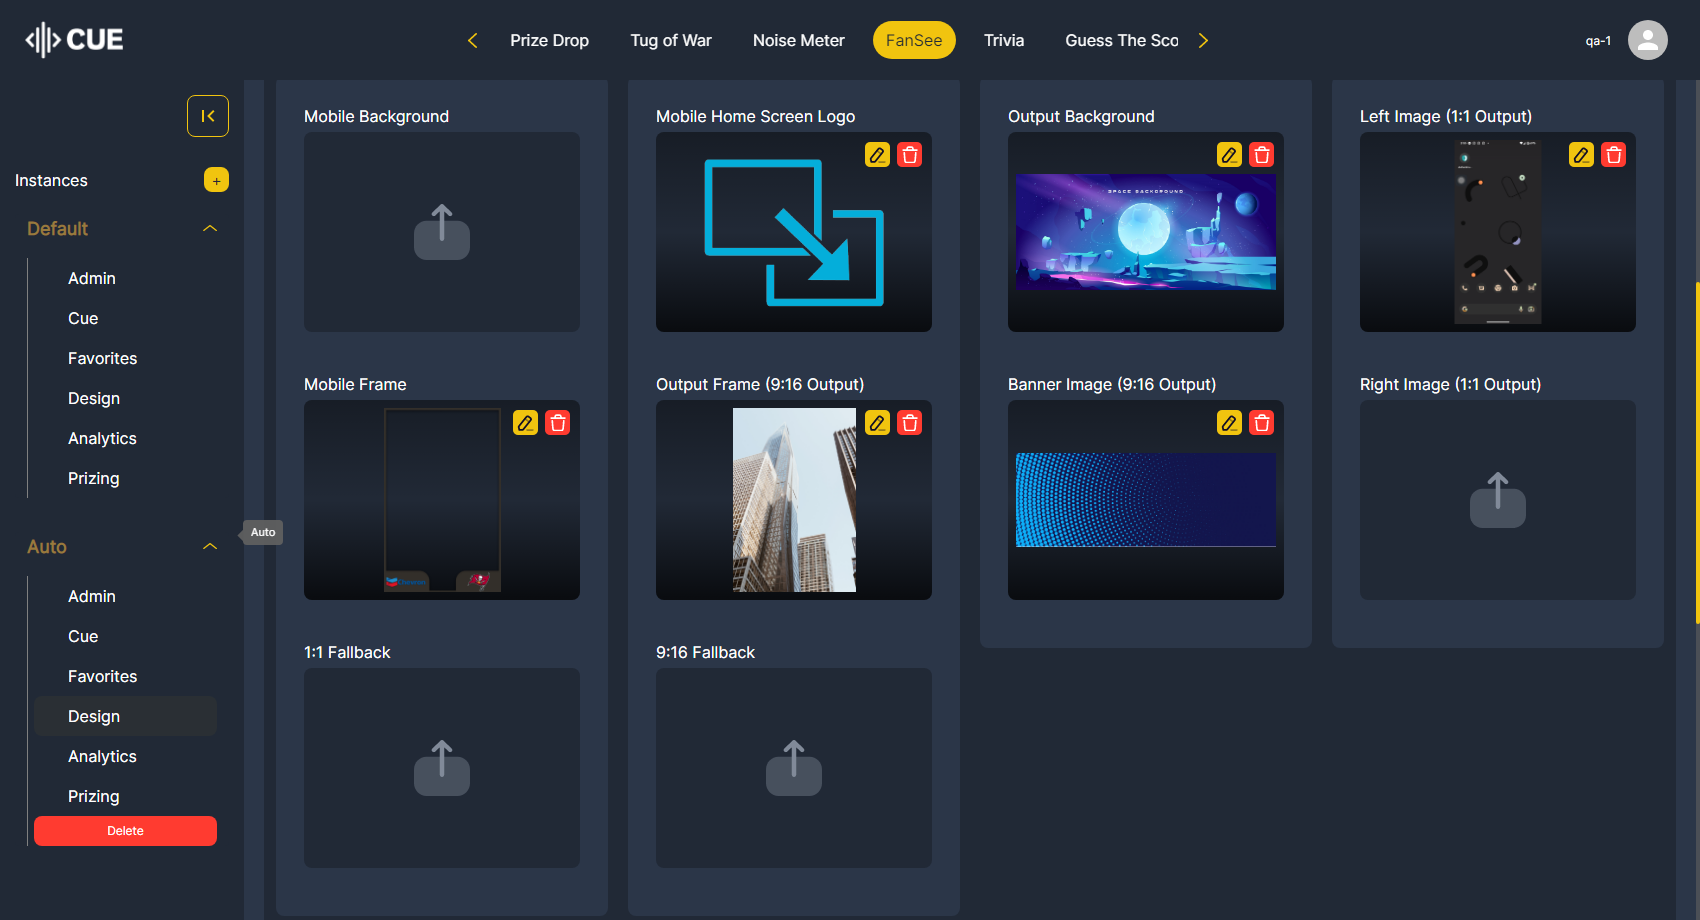 CUE
Prize Drop
Tug of War
Noise Meter
FanSee
Trivia
Guess The Sco
qa-1
Instances
+
Default
Admin
Cue
Favorites
Design
Analytics
Prizing
Auto
Auto
Admin
Cue
Favorites
Design
Analytics
Prizing
Delete
Mobile Background
Mobile Home Screen Logo
Output Background
SPACE BACKGROUND
Left Image (1:1 Output)
Mobile Frame
Output Frame (9:16 Output)
Banner Image (9:16 Output)
Right Image (1:1 Output)
1:1 Fallback
9:16 Fallback